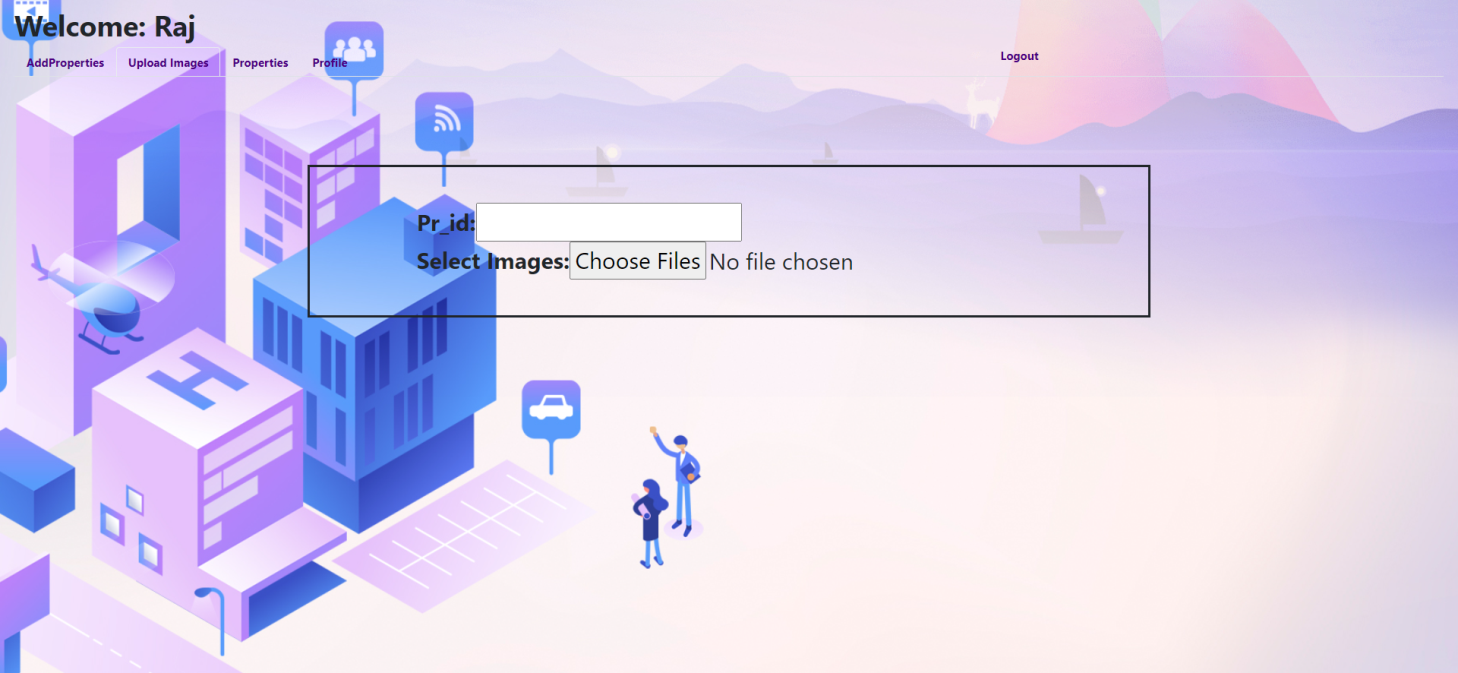 Welcome: Raj
AddProperties Upload Images Properties Profile Logout
Pr_id:
Select Images: Choose Files No file chosen